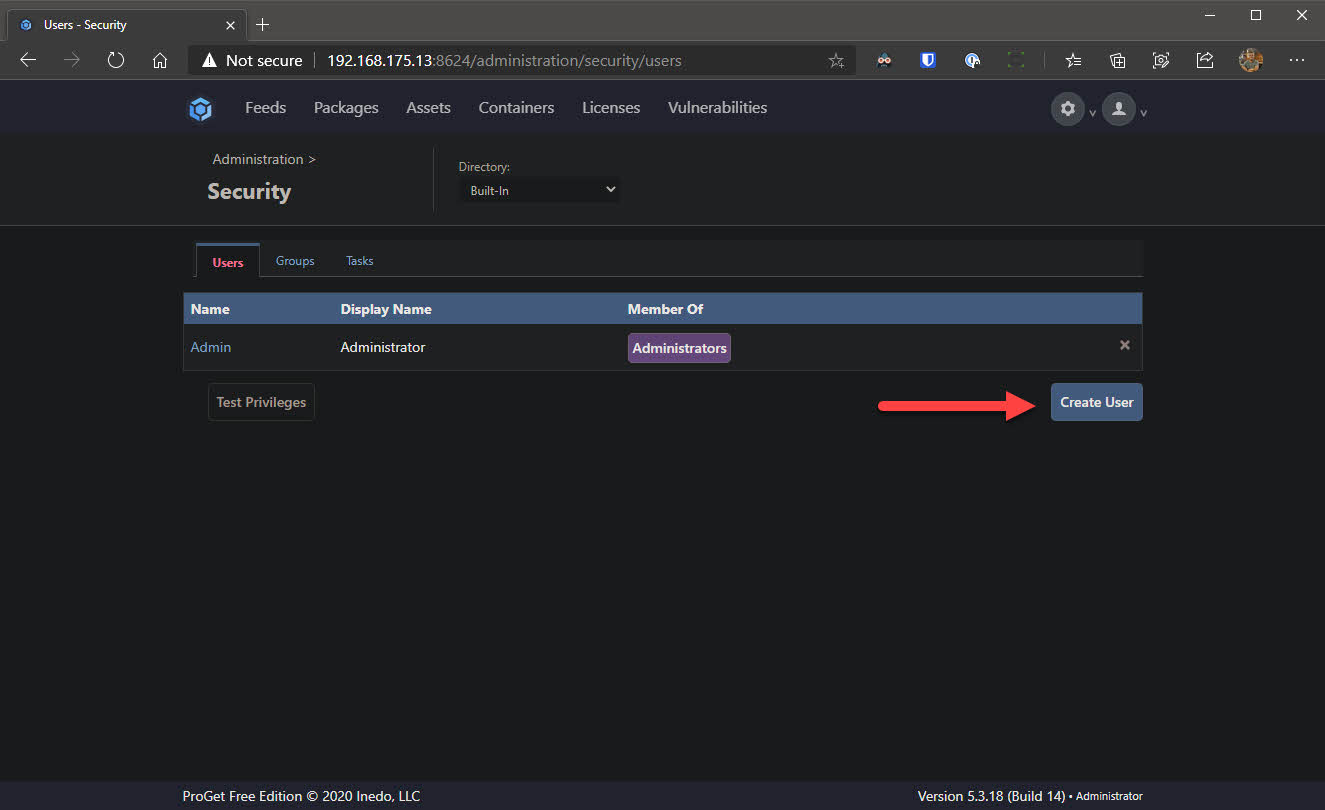 Users - Security
Not secure 192.168.175.13:8624/administration/security/users
Feeds Packages Assets Containers Licenses Vulnerabilities
Administration >
Security
Directory:
Built-In
Users Groups Tasks
Name Display Name Member Of
Admin Administrator Administrators
Test Privileges Create User
ProGet Free Edition © 2020 Inedo, LLC Version 5.3.18 (Build 14) • Administrator